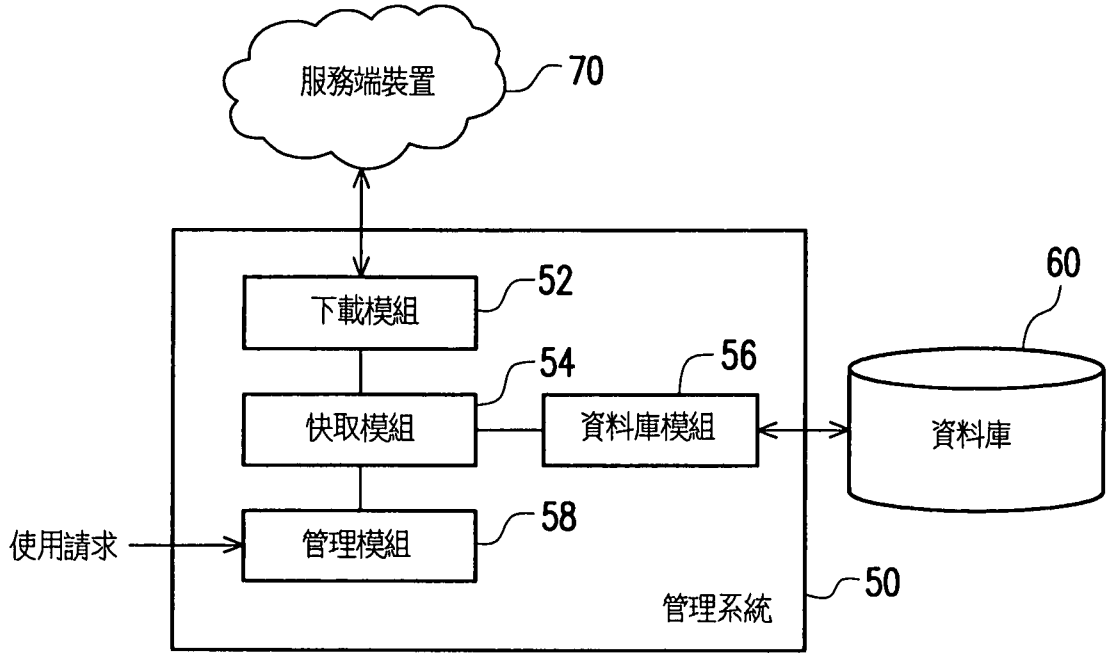 服務端裝置
70
下載模組
52
60
快取模組
54
資料庫模組
56
資料庫
使用請求
管理模組
58
管理系統
50